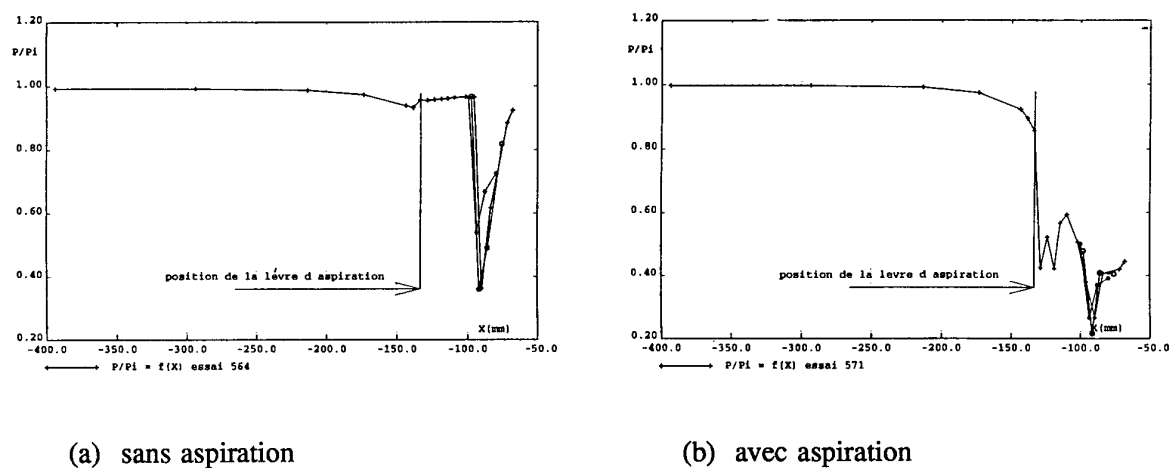 1.20
P/Pi
1.00
0.80
0.60
0.40
0.20
position de la lévre d aspiration
X(mm)
-400.0 -350.0 -300.0 -250.0 -200.0 -150.0 -100.0 -50.0
P/Pi = f(X) essai 564
(a) sans aspiration
1.20
P/Pi
1.00
0.80
0.60
0.40
0.20
position de la levre d aspiration
X(mm)
-400.0 -350.0 -300.0 -250.0 -200.0 -150.0 -100.0 -50.0
P/Pi = f(X) essai 571
(b) avec aspiration